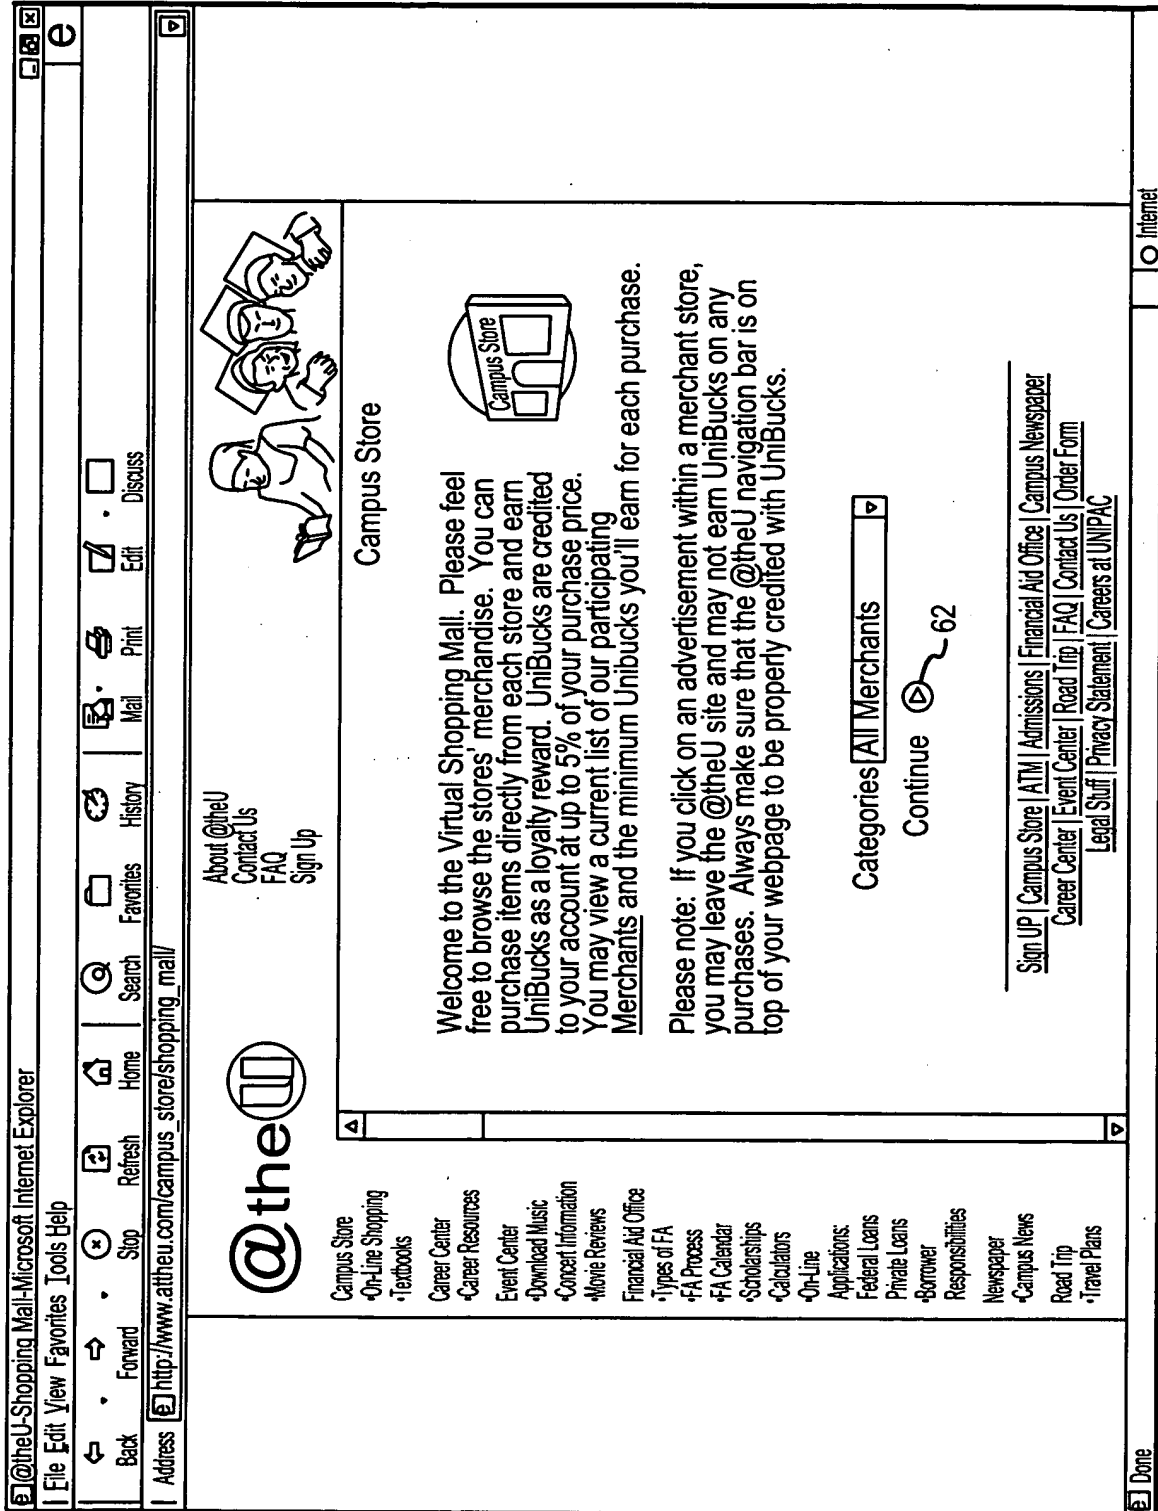 @theU-Shopping Mall-Microsoft Internet Explorer
File Edit View Favorites Tools Help
Back Forward Stop Refresh Home Search Favorites History Mail Print Edit Discuss
Address http://www.attheu.com/campus_store/shopping_mall/
@theU
About @theU
Contact Us
FAQ
Sign Up
Campus Store
•On-Line Shopping
•Textbooks
Career Center
•Career Resources
Event Center
•Download Music
•Concert Information
•Movie Reviews
Financial Aid Office
•Types of FA
•FA Process
•FA Calendar
•Scholarships
•Calculators
•On-Line
Applications:
Federal Loans
Private Loans
•Borrower
Responsibilities
Newspaper
•Campus News
Road Trip
•Travel Plans
Campus Store
Welcome to the Virtual Shopping Mall. Please feel
free to browse the stores' merchandise. You can
purchase items directly from each store and earn
UniBucks as a loyalty reward. UniBucks are credited
to your account at up to 5% of your purchase price.
You may view a current list of our participating
Merchants and the minimum Unibucks you'll earn for each purchase.
Campus Store
Please note: If you click on an advertisement within a merchant store,
you may leave the @theU site and may not earn UniBucks on any
purchases. Always make sure that the @theU navigation bar is on
top of your webpage to be properly credited with UniBucks.
Categories All Merchants
Continue 62
Sign UP | Campus Store | ATM | Admissions | Financial Aid Office | Campus Newspaper
Career Center | Event Center | Road Trip | FAQ | Contact Us | Order Form
Legal Stuff | Privacy Statement | Careers at UNIPAC
Done Internet